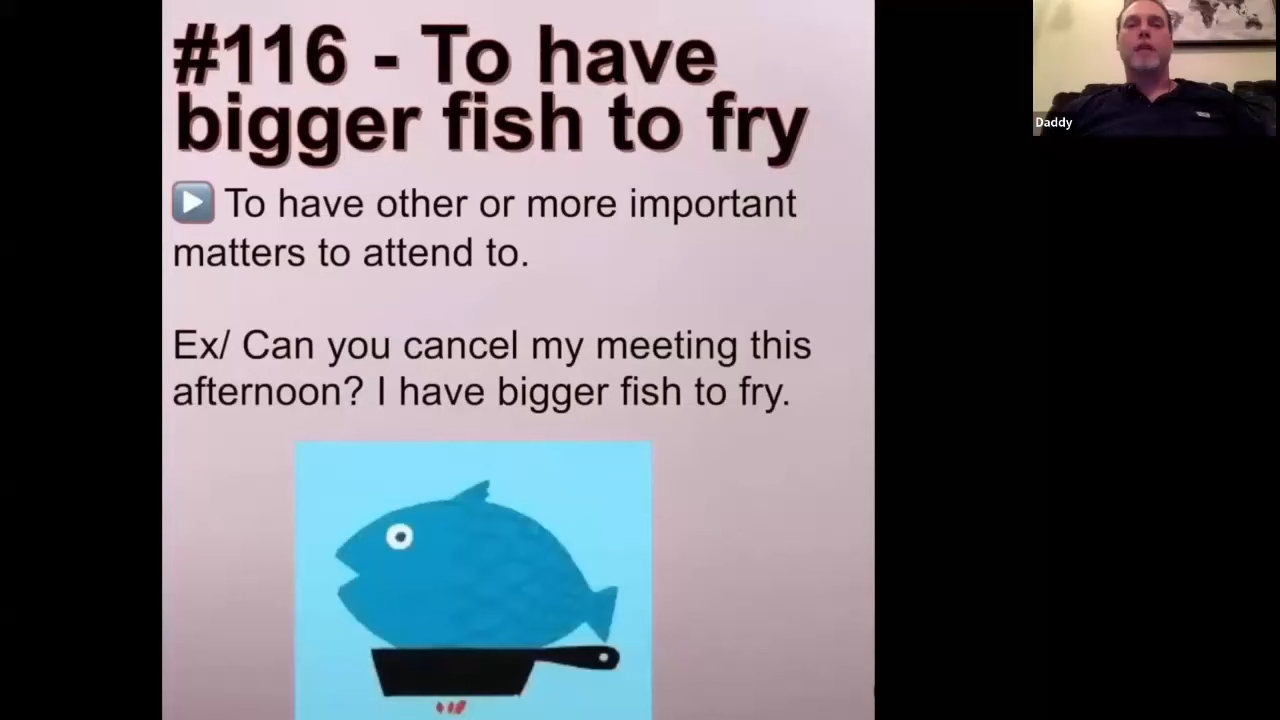 #116 - To have
bigger fish to fry
To have other or more important
matters to attend to.
Ex/ Can you cancel my meeting this
afternoon? I have bigger fish to fry.
Daddy